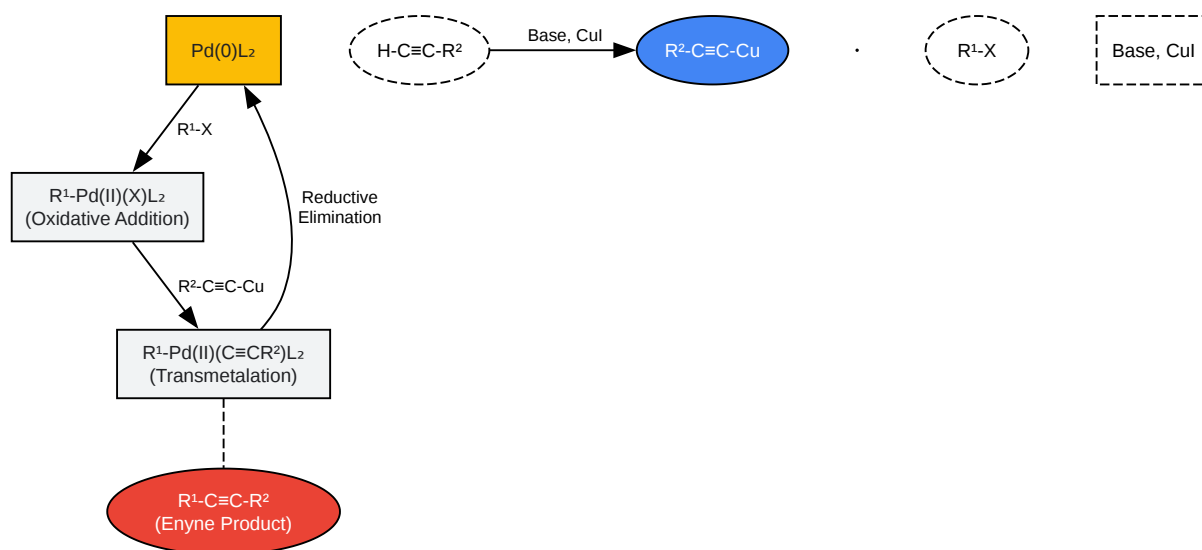 Pd(0)L₂
H-C≡C-R²
Base, CuI
R²-C≡C-Cu
·
R¹-X
Base, CuI
R¹-X
R¹-Pd(II)(X)L₂
(Oxidative Addition)
Reductive
Elimination
R²-C≡C-Cu
R¹-Pd(II)(C≡CR²)L₂
(Transmetalation)
R¹-C≡C-R²
(Enyne Product)